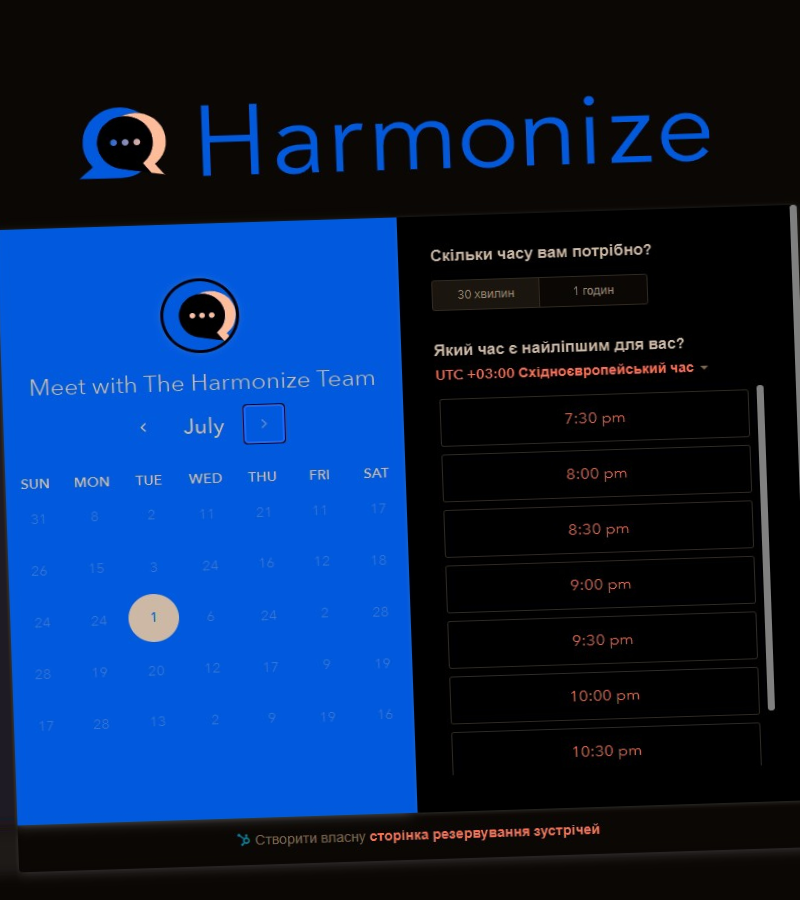 Harmonize
Meet with The Harmonize Team
July
SUN MON TUE WED THU FRI SAT
31 8 2 11 21 11 17
26 15 3 24 16 12 18
24 24 1 6 24 2 28
28 19 20 12 17 9 19
17 28 13 2 9 19 16
Скільки часу вам потрібно?
30 хвилин 1 годин
Який час є найліпшим для вас?
UTC +03:00 Східноєвропейський час
7:30 pm
8:00 pm
8:30 pm
9:00 pm
9:30 pm
10:00 pm
10:30 pm
Створити власну сторінка резервування зустрічей